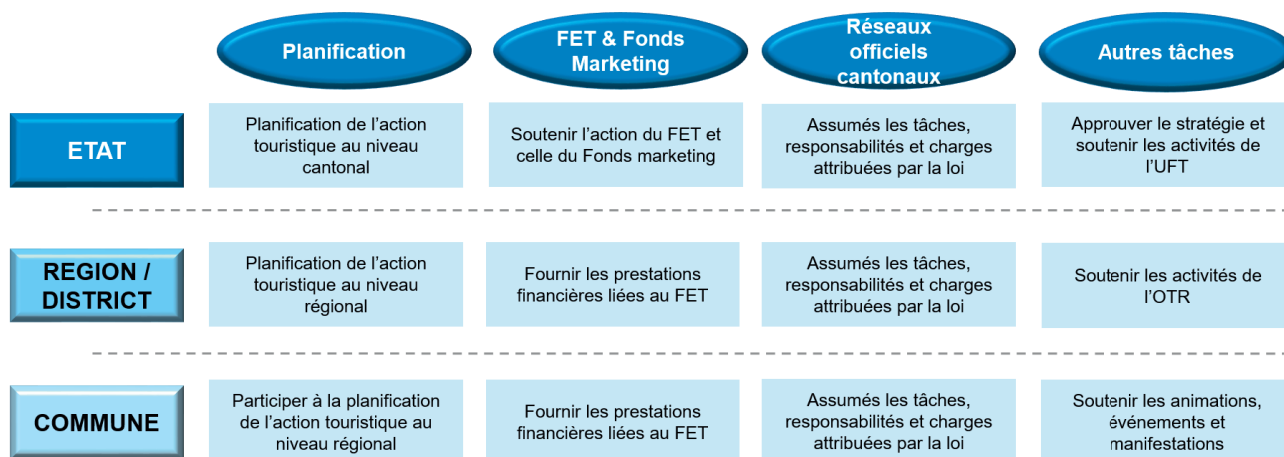 Planification
FET & Fonds
Marketing
Réseaux
officiels
cantonaux
Autres tâches
ETAT
Planification de l'action
touristique au niveau
cantonal
Soutenir l'action du FET et
celle du Fonds marketing
Assumés les tâches,
responsabilités et charges
attribuées par la loi
Approuver le stratégie et
soutenir les activités de
l'UFT
REGION /
DISTRICT
Planification de l'action
touristique au niveau
régional
Fournir les prestations
financières liées au FET
Assumés les tâches,
responsabilités et charges
attribuées par la loi
Soutenir les activités de
l'OTR
COMMUNE
Participer à la planification
de l'action touristique au
niveau régional
Fournir les prestations
financières liées au FET
Assumés les tâches,
responsabilités et charges
attribuées par la loi
Soutenir les animations,
événements et
manifestations